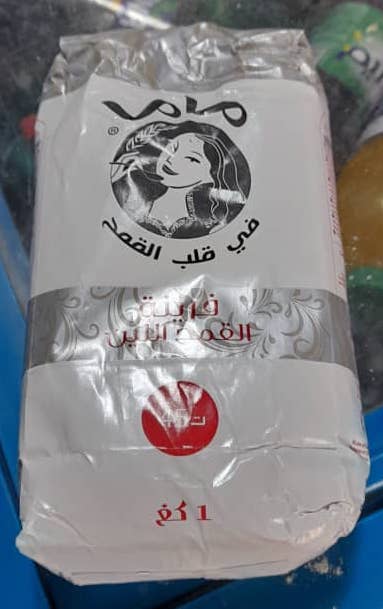 ماما
®
في قلب القمح
فرينة
القمح اللين
1 كغ